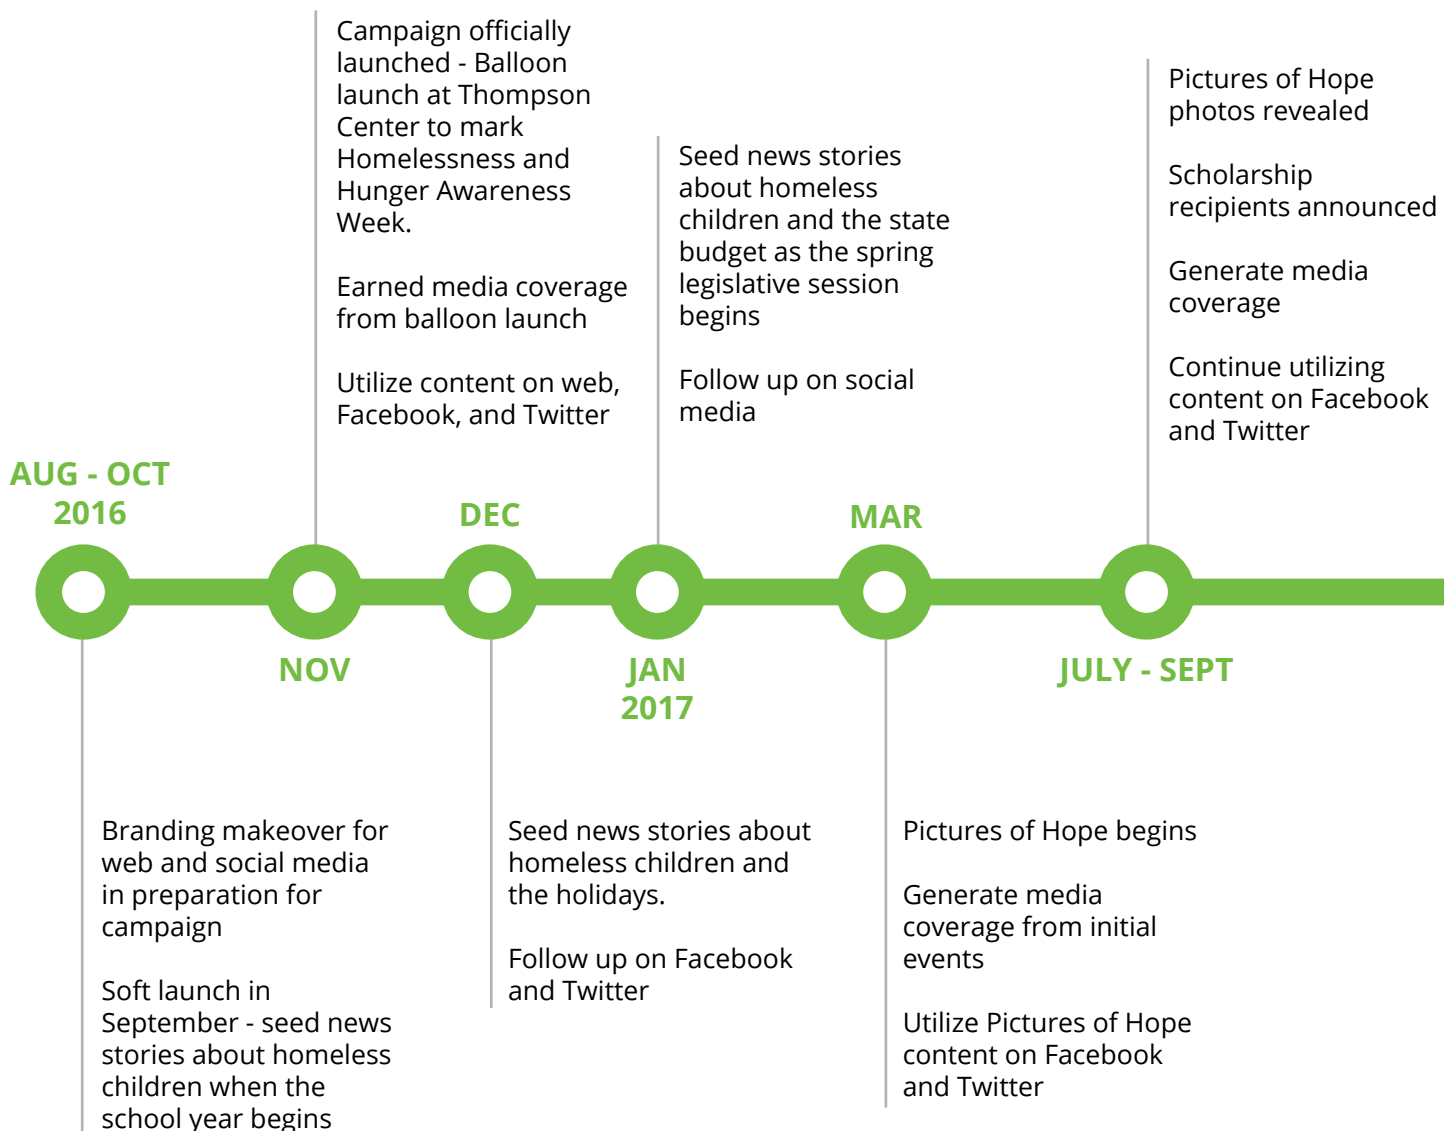 Campaign officially
launched - Balloon
launch at Thompson
Center to mark
Homelessness and
Hunger Awareness
Week.
Earned media coverage
from balloon launch
Utilize content on web,
Facebook, and Twitter
Seed news stories
about homeless
children and the state
budget as the spring
legislative session
begins
Follow up on social
media
Pictures of Hope
photos revealed
Scholarship
recipients announced
Generate media
coverage
Continue utilizing
content on Facebook
and Twitter
AUG - OCT
2016
DEC
MAR
NOV
JAN
2017
JULY - SEPT
Branding makeover for
web and social media
in preparation for
campaign
Soft launch in
September - seed news
stories about homeless
children when the
school year begins
Seed news stories about
homeless children and
the holidays.
Follow up on Facebook
and Twitter
Pictures of Hope begins
Generate media
coverage from initial
events
Utilize Pictures of Hope
content on Facebook
and Twitter